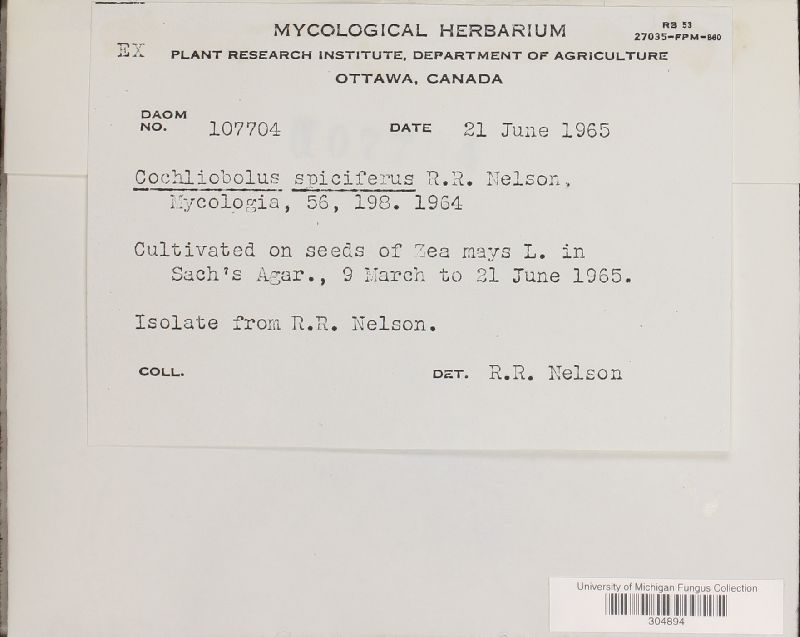 MYCOLOGICAL HERBARIUM
RB 53
27035-FPM-840
EX PLANT RESEARCH INSTITUTE, DEPARTMENT OF AGRICULTURE
OTTAWA, CANADA
DAOM
NO. 107704 DATE 21 June 1965
Cochliobolus spiciferus R.R. Nelson,
Mycologia, 56, 198. 1964
Cultivated on seeds of Zea mays L. in
Sach's Agar., 9 March to 21 June 1965.
Isolate from R.R. Nelson.
COLL. DET. R.R. Nelson
University of Michigan Fungus Collection
304894